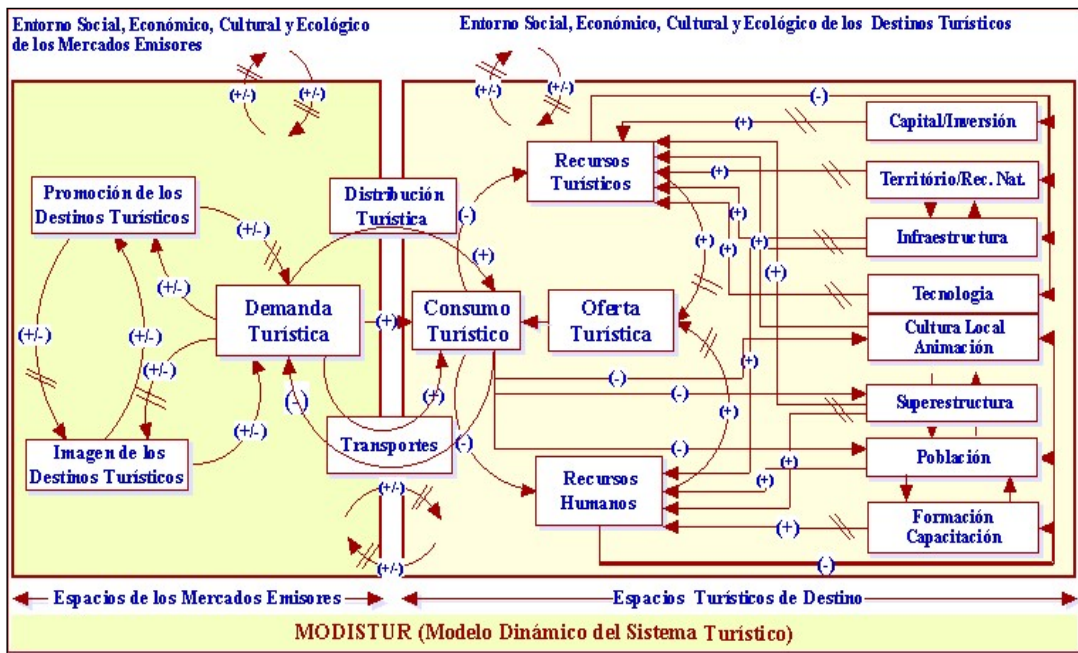 Entorno Social, Económico, Cultural y Ecológico
de los Mercados Emisores
Entorno Social, Económico, Cultural y Ecológico de los Destinos Turísticos
(+/-)
(+/-)
(+/-)
(+/-)
(-)
Capital/Inversión
(+)
Recursos
Turísticos
(+)
Território/Rec. Nat.
Promoción de los
Destinos Turísticos
Distribución
Turística
(-)
(+/-)
(+)
(+)
(+)
(+)
(+)
Infraestructura
(+)
(+/-)
(+/-)
(+/-)
Demanda
Turística
(+)
Consumo
Turístico
Oferta
Turística
Tecnologia
Cultura Local
Animación
(+)
(-)
(+)
(-)
(-)
(+/-)
(+)
Superestructura
Transportes
(-)
(-)
Imagen de los
Destinos Turísticos
Población
(+)
(+)
Recursos
Humanos
(+/-)
(+/-)
(+)
Formación
Capacitación
(-)
Espacios de los Mercados Emisores
Espacios Turísticos de Destino
MODISTUR (Modelo Dinámico del Sistema Turístico)